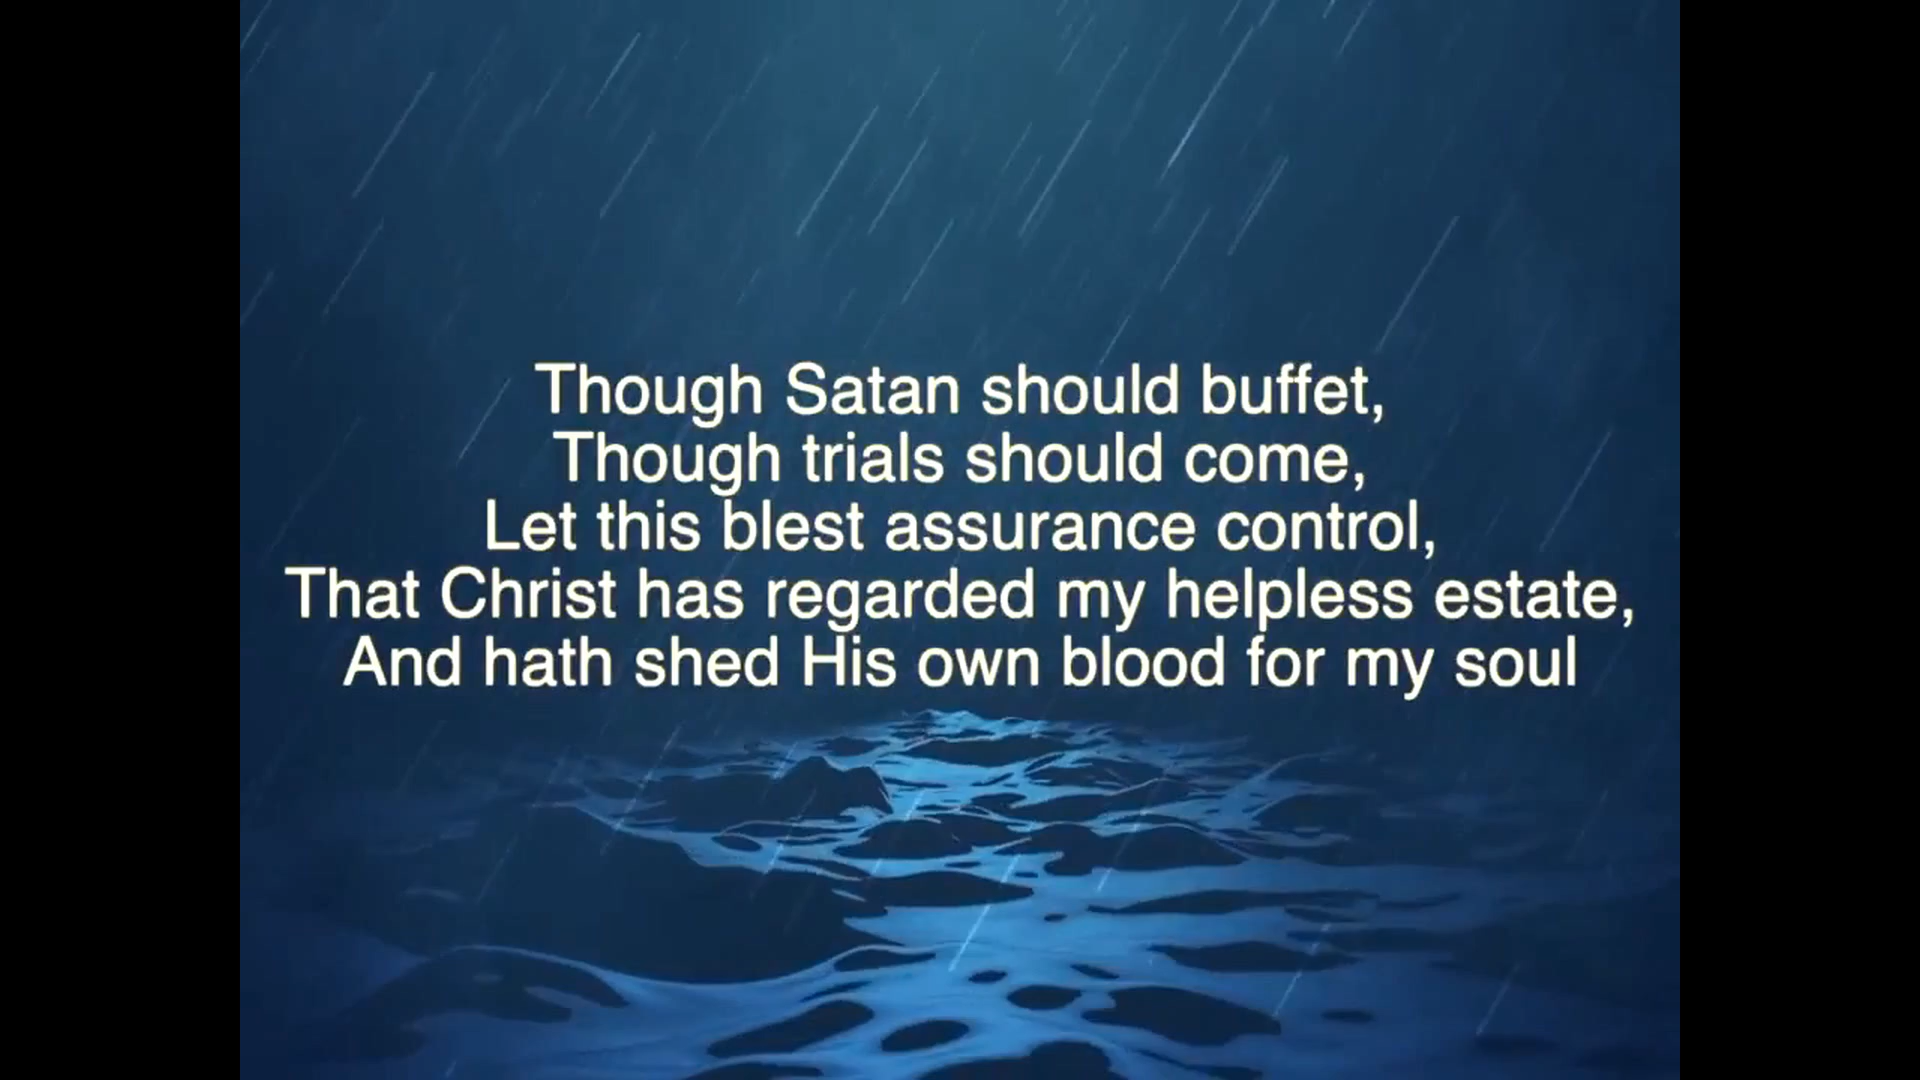 Though Satan should buffet,
Though trials should come,
Let this blest assurance control,
That Christ has regarded my helpless estate,
And hath shed His own blood for my soul